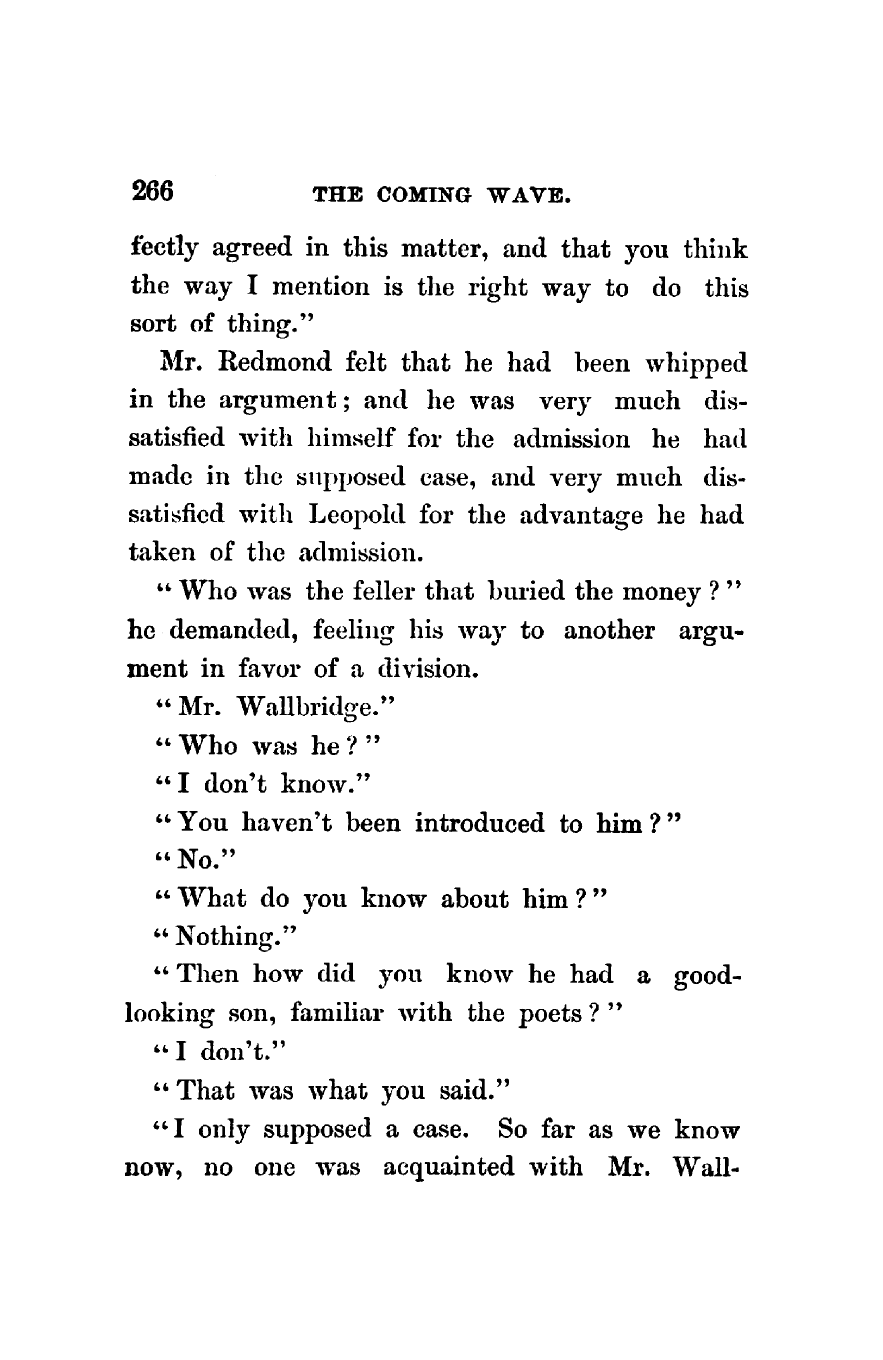 266 THE COMING WAVE.
fectly agreed in this matter, and that you think
the way I mention is the right way to do this
sort of thing."
Mr. Redmond felt that he had been whipped
in the argument; and he was very much dis-
satisfied with himself for the admission he had
made in the supposed case, and very much dis-
satisfied with Leopold for the advantage he had
taken of the admission.
"Who was the feller that buried the money?"
he demanded, feeling his way to another argu-
ment in favor of a division.
"Mr. Wallbridge."
"Who was he?"
"I don't know."
"You haven't been introduced to him?"
"No."
"What do you know about him?"
"Nothing."
"Then how did you know he had a good-
looking son, familiar with the poets?"
"I don't."
"That was what you said."
"I only supposed a case. So far as we know
now, no one was acquainted with Mr. Wall-